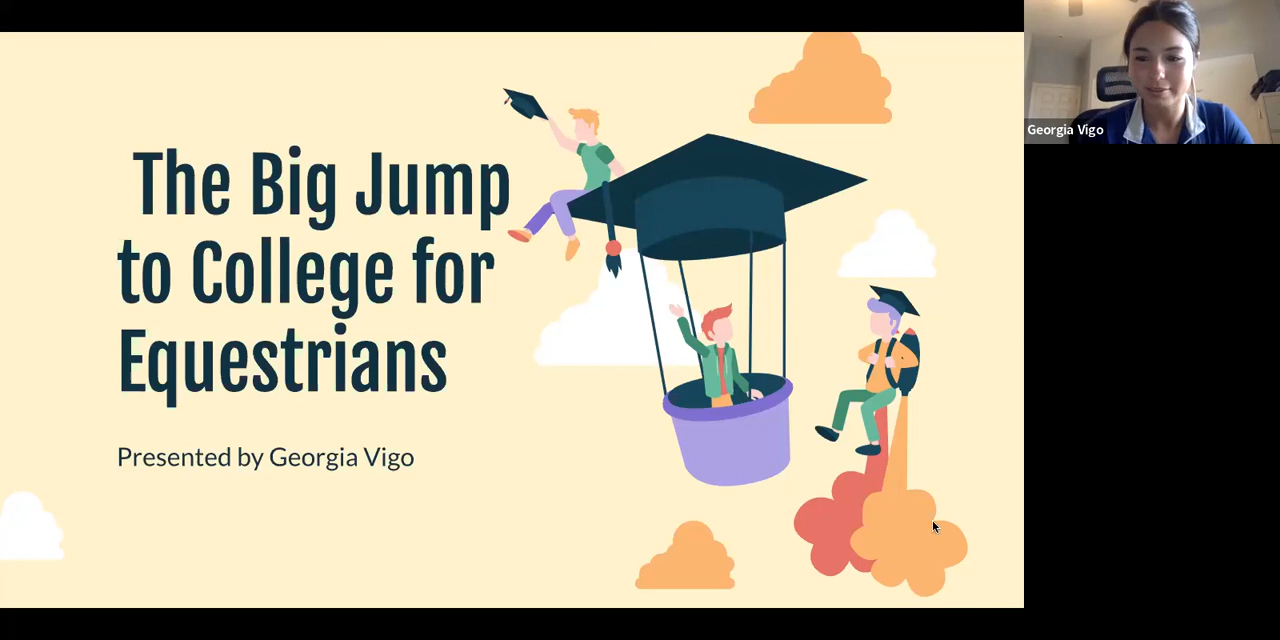 The Big Jump
to College for
Equestrians
Presented by Georgia Vigo
Georgia Vigo